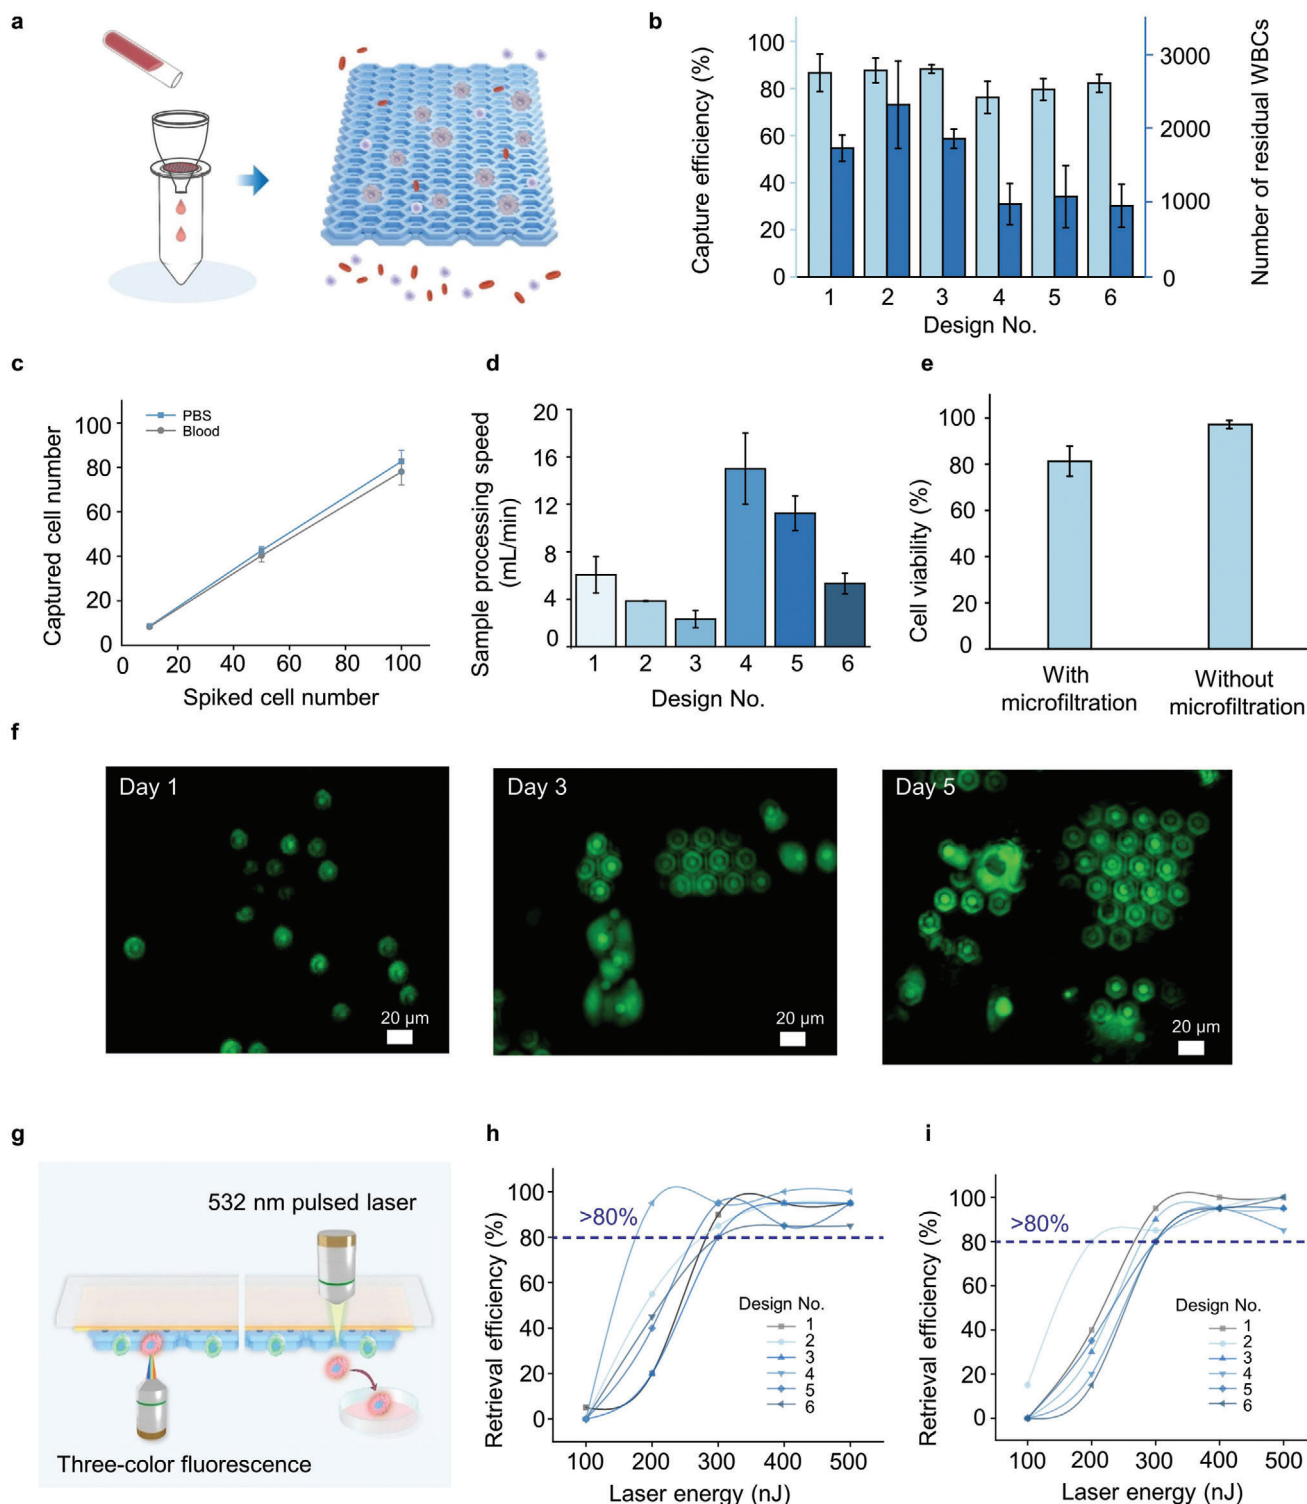 a
b
Capture efficiency (%)
100
80
60
40
20
0
3000
2000
1000
0
Number of residual WBCs
1 2 3 4 5 6
Design No.
c
Captured cell number
100
80
60
40
20
0
PBS
Blood
0 20 40 60 80 100
Spiked cell number
d
Sample processing speed
(mL/min)
20
16
12
8
4
0
1 2 3 4 5 6
Design No.
e
Cell viability (%)
100
80
60
40
20
0
With
microfiltration
Without
microfiltration
f
Day 1
20 μm
Day 3
20 μm
Day 5
20 μm
g
532 nm pulsed laser
Three-color fluorescence
h
Retrieval efficiency (%)
100
80
60
40
20
0
>80%
Design No.
1
2
3
4
5
6
100 200 300 400 500
Laser energy (nJ)
i
Retrieval efficiency (%)
100
80
60
40
20
0
>80%
Design No.
1
2
3
4
5
6
100 200 300 400 500
Laser energy (nJ)